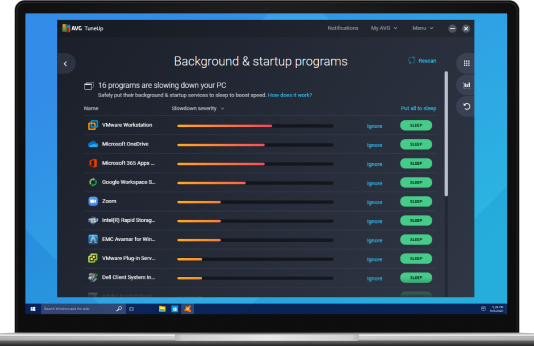 AVG TuneUp
Notifications My AVG Menu
Background & startup programs
Rescan
16 programs are slowing down your PC
Safely put their background & startup services to sleep to boost speed. How does it work?
Name Slowdown severity Put all to sleep
VMware Workstation Ignore SLEEP
Microsoft OneDrive Ignore SLEEP
Microsoft 365 Apps ... Ignore SLEEP
Google Workspace S... Ignore SLEEP
Zoom Ignore SLEEP
Intel(R) Rapid Storag... Ignore SLEEP
EMC Avamar for Win... Ignore SLEEP
VMware Plug-in Serv... Ignore SLEEP
Dell Client System In... Ignore SLEEP
Search Windows and the web